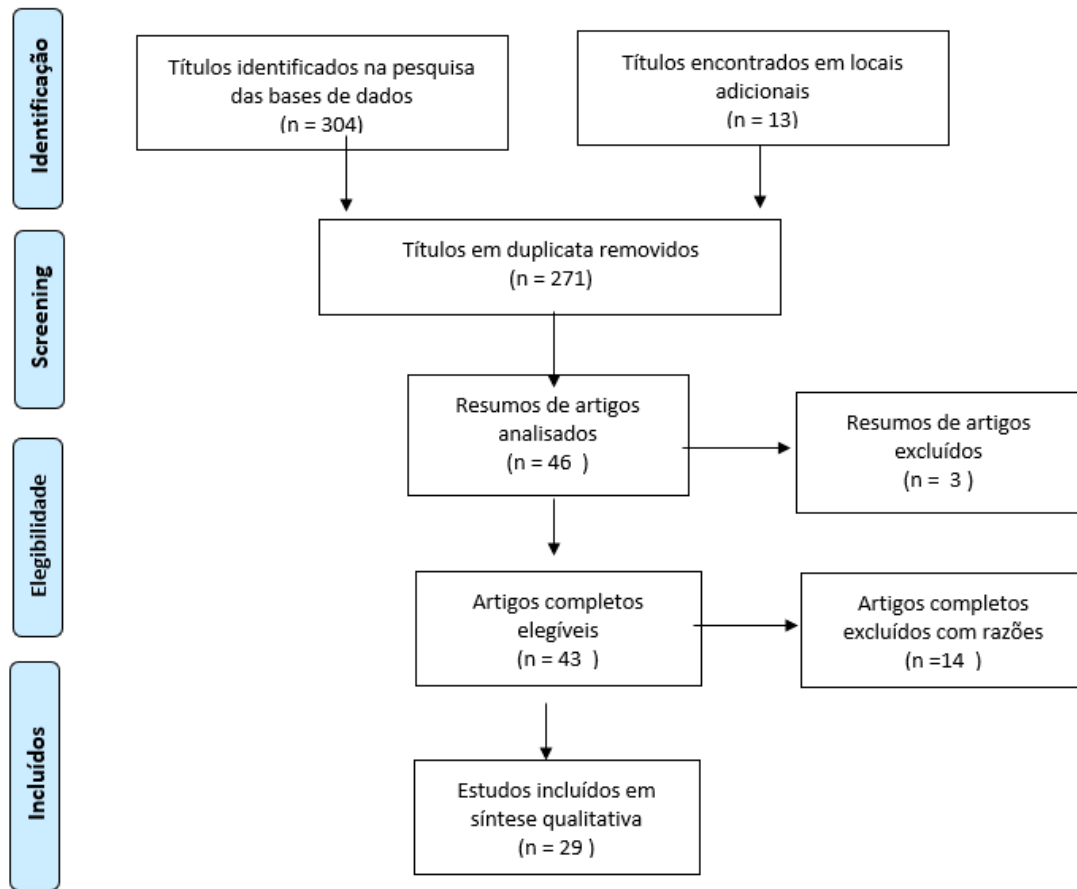 Identificação
Títulos identificados na pesquisa
das bases de dados
(n = 304)
Títulos encontrados em locais
adicionais
(n = 13)
Screening
Títulos em duplicata removidos
(n = 271)
Resumos de artigos
analisados
(n = 46  )
Resumos de artigos
excluídos
(n =  3 )
Elegibilidade
Artigos completos
elegíveis
(n = 43  )
Artigos completos
excluídos com razões
(n =14  )
Incluídos
Estudos incluídos em
síntese qualitativa
(n = 29 )